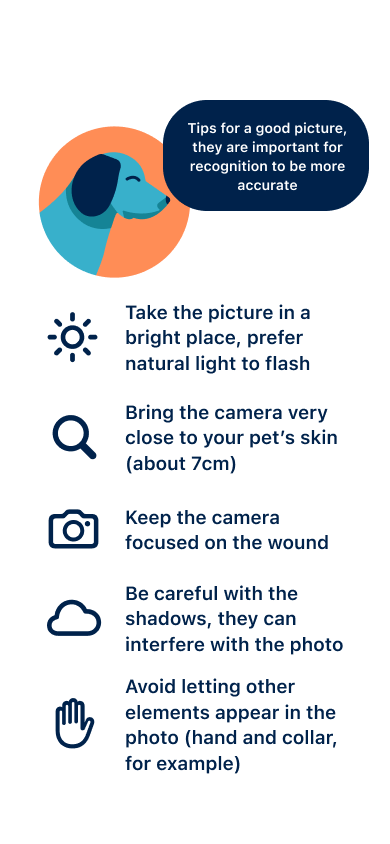 Tips for a good picture,
they are important for
recognition to be more
accurate
Take the picture in a
bright place, prefer
natural light to flash
Bring the camera very
close to your pet's skin
(about 7cm)
Keep the camera
focused on the wound
Be careful with the
shadows, they can
interfere with the photo
Avoid letting other
elements appear in the
photo (hand and collar,
for example)